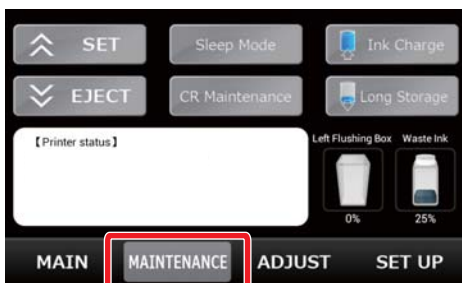 SET
Sleep Mode
Ink Charge
EJECT
CR Maintenance
Long Storage
【Printer status】
Left Flushing Box
Waste Ink
0%
25%
MAIN
MAINTENANCE
ADJUST
SET UP